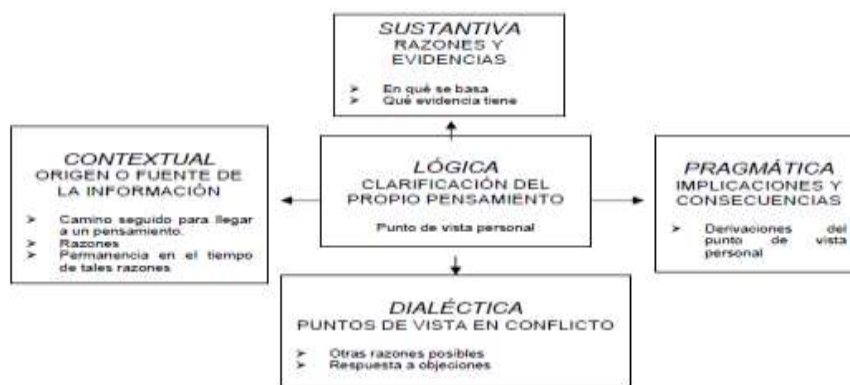 SUSTANTIVA
RAZONES Y
EVIDENCIAS
➢ En qué se basa
➢ Qué evidencia tiene
CONTEXTUAL
ORIGEN O FUENTE DE
LA INFORMACIÓN
➢ Camino seguido para llegar
a un pensamiento.
➢ Razones
➢ Permanencia en el tiempo
de tales razones
LÓGICA
CLARIFICACIÓN DEL
PROPIO PENSAMIENTO
Punto de vista personal
PRAGMÁTICA
IMPLICACIONES Y
CONSECUENCIAS
➢ Derivaciones del
punto de vista
personal
DIALÉCTICA
PUNTOS DE VISTA EN CONFLICTO
➢ Otras razones posibles
➢ Respuesta a objeciones